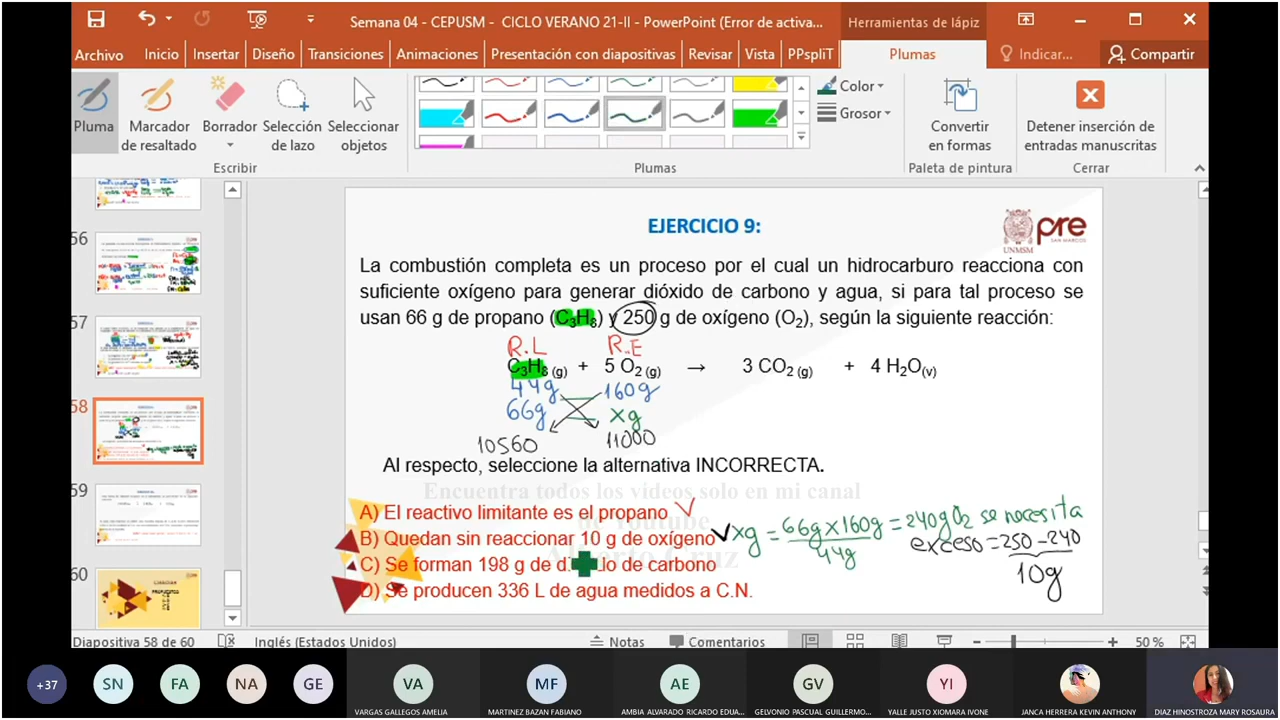 Semana 04 - CEPUSM - CICLO VERANO 21-II - PowerPoint (Error de activa...
Herramientas de lápiz
Archivo
Inicio
Insertar
Diseño
Transiciones
Animaciones
Presentación con diapositivas
Revisar
Vista
PPspliT
Plumas
Indicar...
Compartir
Pluma
Marcador de resaltado
Borrador
Selección de lazo
Seleccionar objetos
Color
Grosor
Convertir en formas
Detener inserción de entradas manuscritas
Escribir
Plumas
Paleta de pintura
Cerrar
56
57
58
59
60
EJERCICIO 9:
UNMSM
pre
SAN MARCOS
La combustión completa es un proceso por el cual un hidrocarburo reacciona con
suficiente oxígeno para generar dióxido de carbono y agua, si para tal proceso se
usan 66 g de propano (C₃H₈) y 250 g de oxígeno (O₂), según la siguiente reacción:
R.L R.E
C₃H₈ (g) + 5 O₂ (g) → 3 CO₂ (g) + 4 H₂O(v)
44g 160g
66g xg
10560 11000
Al respecto, seleccione la alternativa INCORRECTA.
A) El reactivo limitante es el propano
B) Quedan sin reaccionar 10 g de oxígeno
C) Se forman 198 g de d lo de carbono
D) Se producen 336 L de agua medidos a C.N.
xg = 66g x 160g / 44g = 240g O₂ se necesita
exceso = 250 - 240
10g
Diapositiva 58 de 60
Inglés (Estados Unidos)
Notas
Comentarios
50 %
+37
SN
FA
NA
GE
VA
MF
AE
GV
YI
VARGAS GALLEGOS AMELIA
MARTINEZ BAZAN FABIANO
AMBIA ALVARADO RICARDO EDUA...
GELVONIO PASCUAL GUILLERMO...
YALLE JUSTO XIOMARA IVONE
JANCA HERRERA KEVIN ANTHONY
DIAZ HINOSTROZA MARY ROSAURA